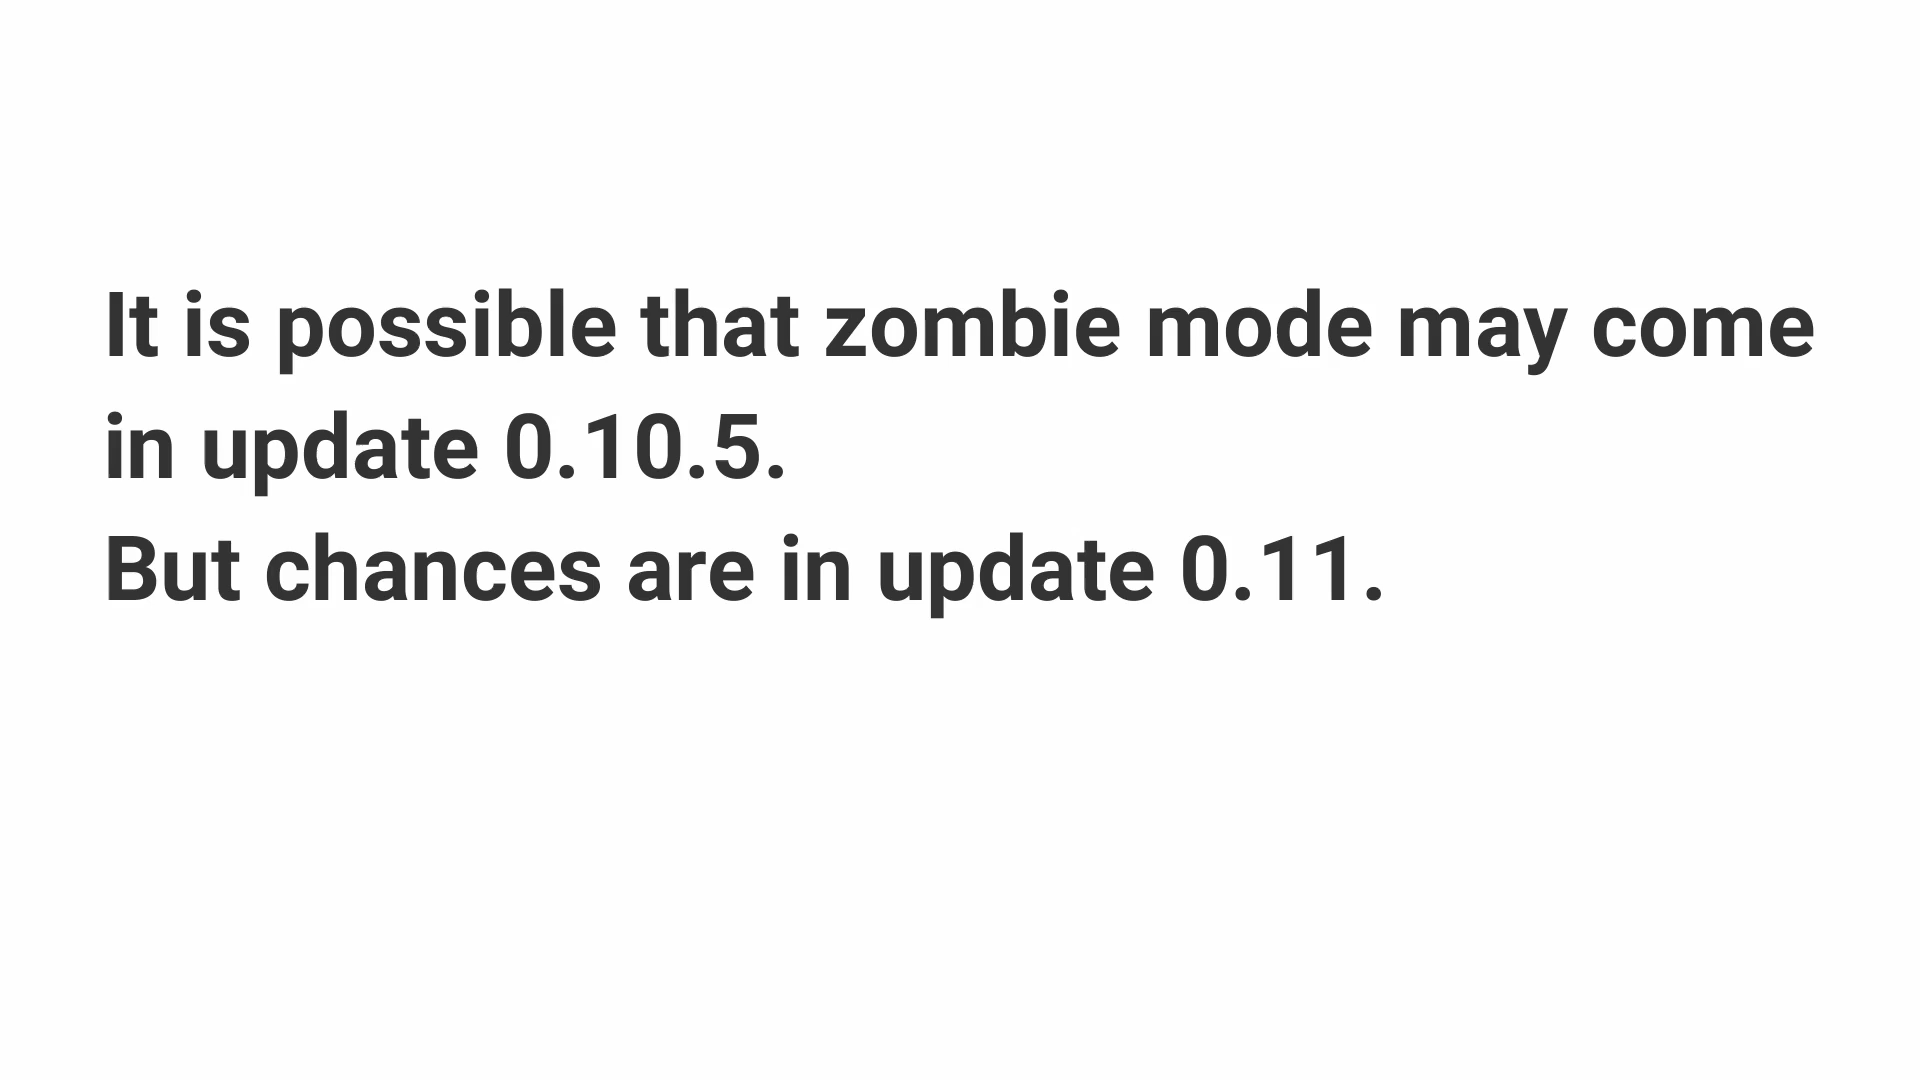 It is possible that zombie mode may come
in update 0.10.5.
But chances are in update 0.11.